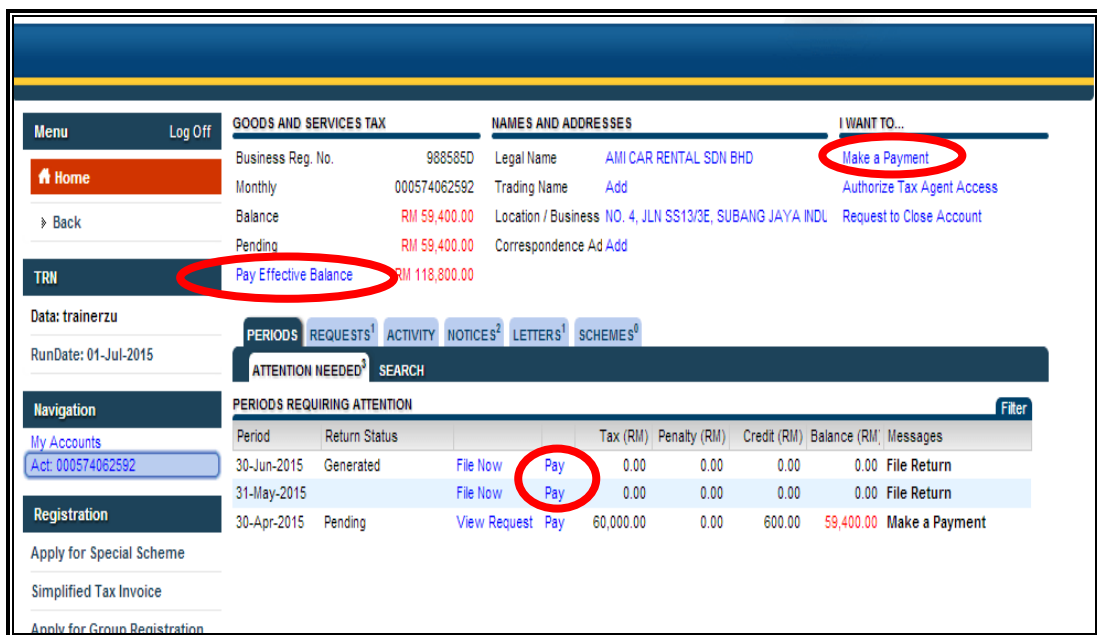 Menu Log Off
Home
Back
TRN
Data: trainerzu
RunDate: 01-Jul-2015
Navigation
My Accounts
Act: 000574062592
Registration
Apply for Special Scheme
Simplified Tax Invoice
Apply for Group Registration
GOODS AND SERVICES TAX
Business Reg. No. 988585D
Monthly 000574062592
Balance RM 59,400.00
Pending RM 59,400.00
Pay Effective Balance RM 118,800.00
NAMES AND ADDRESSES
Legal Name AMI CAR RENTAL SDN BHD
Trading Name Add
Location / Business NO. 4, JLN SS13/3E, SUBANG JAYA INDU
Correspondence Ad Add
I WANT TO...
Make a Payment
Authorize Tax Agent Access
Request to Close Account
PERIODS REQUESTS1 ACTIVITY NOTICES2 LETTERS1 SCHEMES0
ATTENTION NEEDED3 SEARCH
PERIODS REQUIRING ATTENTION Filter
Period Return Status Tax (RM) Penalty (RM) Credit (RM) Balance (RM) Messages
30-Jun-2015 Generated File Now Pay 0.00 0.00 0.00 0.00 File Return
31-May-2015 File Now Pay 0.00 0.00 0.00 0.00 File Return
30-Apr-2015 Pending View Request Pay 60,000.00 0.00 600.00 59,400.00 Make a Payment